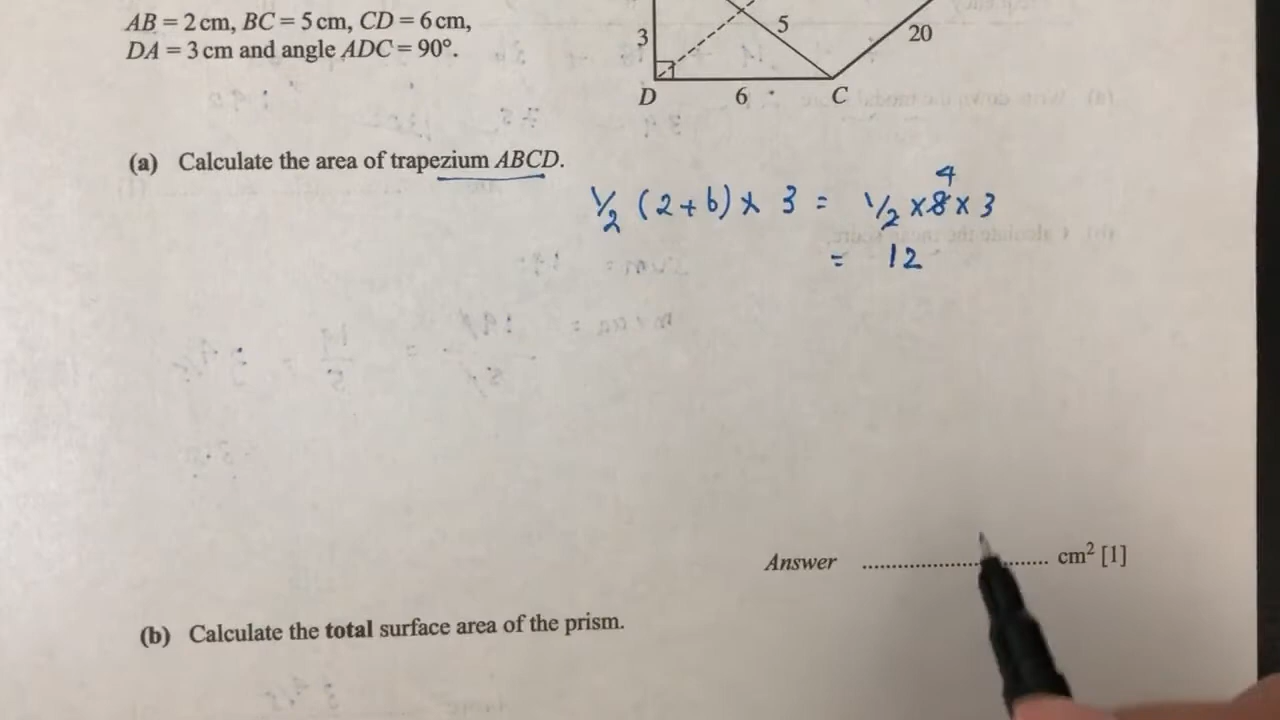 AB = 2 cm, BC = 5 cm, CD = 6 cm,
DA = 3 cm and angle ADC = 90°.
3
5
20
D
6
C
(a) Calculate the area of trapezium ABCD.
4
1/2 (2+6) × 3 = 1/2 × 8 × 3
= 12
Answer .......................... cm² [1]
(b) Calculate the total surface area of the prism.